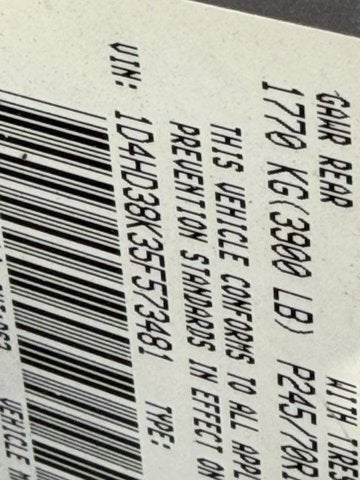 GAWR REAR WITH TIRES
1770 KG(3900 LB) P245/70R1
THIS VEHICLE CONFORMS TO ALL APPL
PREVENTION STANDARDS IN EFFECT ON
VIN: 1D4HD38K35F573481 TYPE:
VEHICLE M